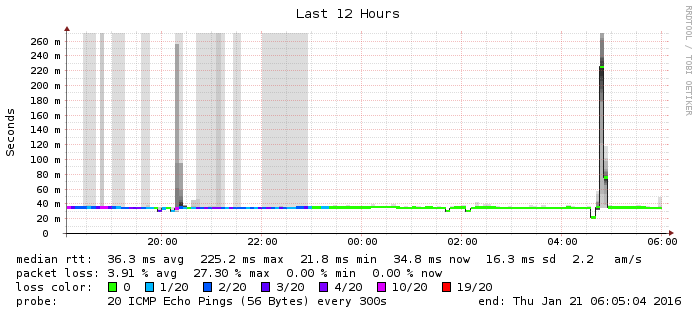 Last 12 Hours
RRDTOOL / TOBI OETIKER
Seconds
260 m
240 m
220 m
200 m
180 m
160 m
140 m
120 m
100 m
80 m
60 m
40 m
20 m
0
20:00 22:00 00:00 02:00 04:00 06:00
median rtt: 36.3 ms avg 225.2 ms max 21.8 ms min 34.8 ms now 16.3 ms sd 2.2 am/s
packet loss: 3.91 % avg 27.30 % max 0.00 % min 0.00 % now
loss color: 0 1/20 2/20 3/20 4/20 10/20 19/20
probe: 20 ICMP Echo Pings (56 Bytes) every 300s end: Thu Jan 21 06:05:04 2016